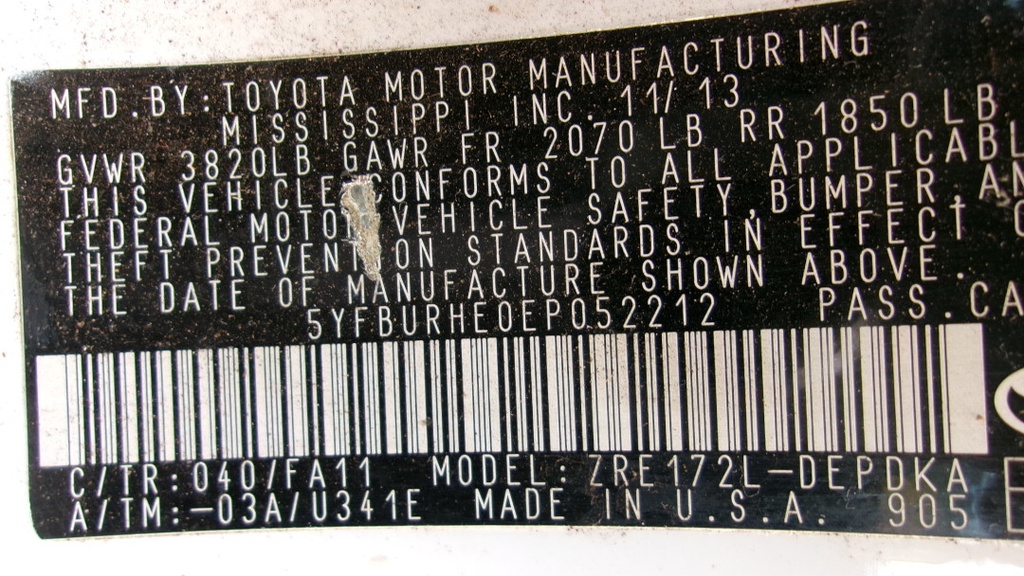 MFD.BY:TOYOTA MOTOR MANUFACTURING
MISSISSIPPI INC. 11/13
GVWR 3820LB GAWR FR 2070 LB RR 1850 LB
THIS VEHICLE CONFORMS TO ALL APPLICABL
FEDERAL MOTOR VEHICLE SAFETY,BUMPER,AN
THEFT PREVENTION STANDARDS IN EFFECT O
THE DATE OF MANUFACTURE SHOWN ABOVE.
5YFBURHE0EP052212 PASS.CA
C/TR:040/FA11 MODEL:ZRE172L-DEPDKA
A/TM:-03A/U341E MADE IN U.S.A. 905